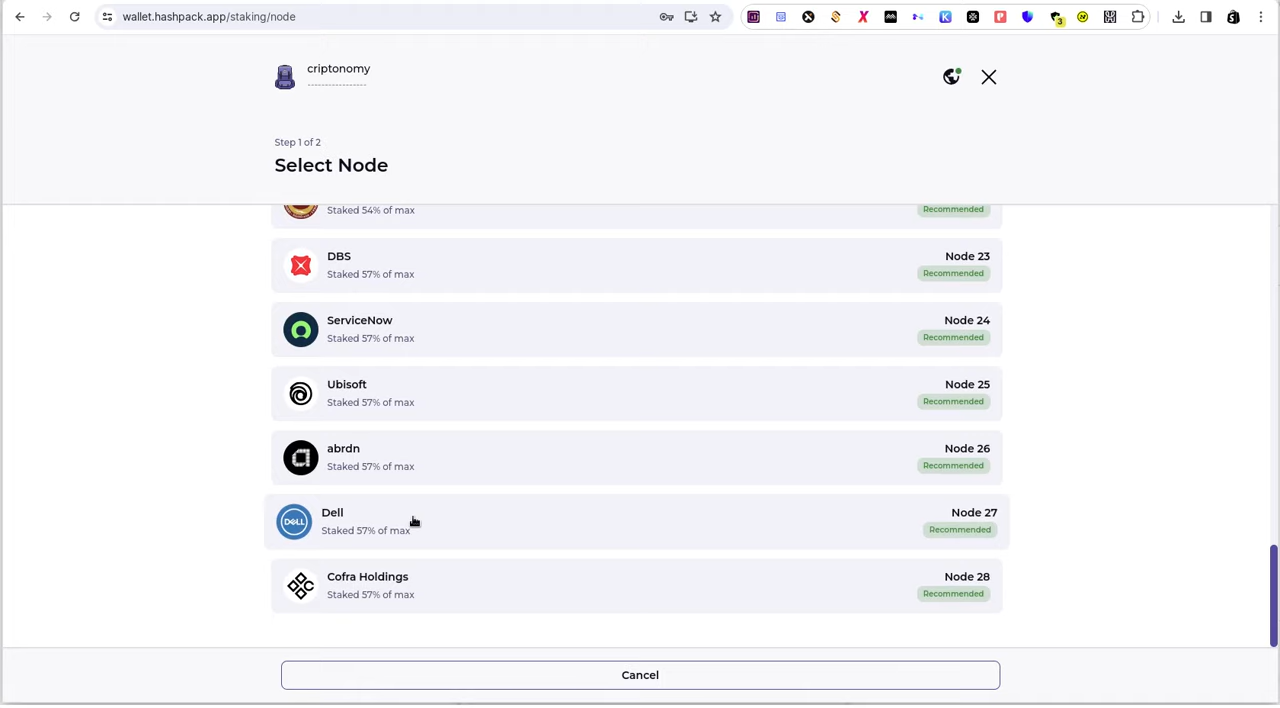 wallet.hashpack.app/staking/node
3
criptonomy
------------------
Step 1 of 2
Select Node
Staked 54% of max
Recommended
DBS
Node 23
Staked 57% of max
Recommended
ServiceNow
Node 24
Staked 57% of max
Recommended
Ubisoft
Node 25
Staked 57% of max
Recommended
abrdn
Node 26
Staked 57% of max
Recommended
DELL
Dell
Node 27
Staked 57% of max
Recommended
Cofra Holdings
Node 28
Staked 57% of max
Recommended
Cancel